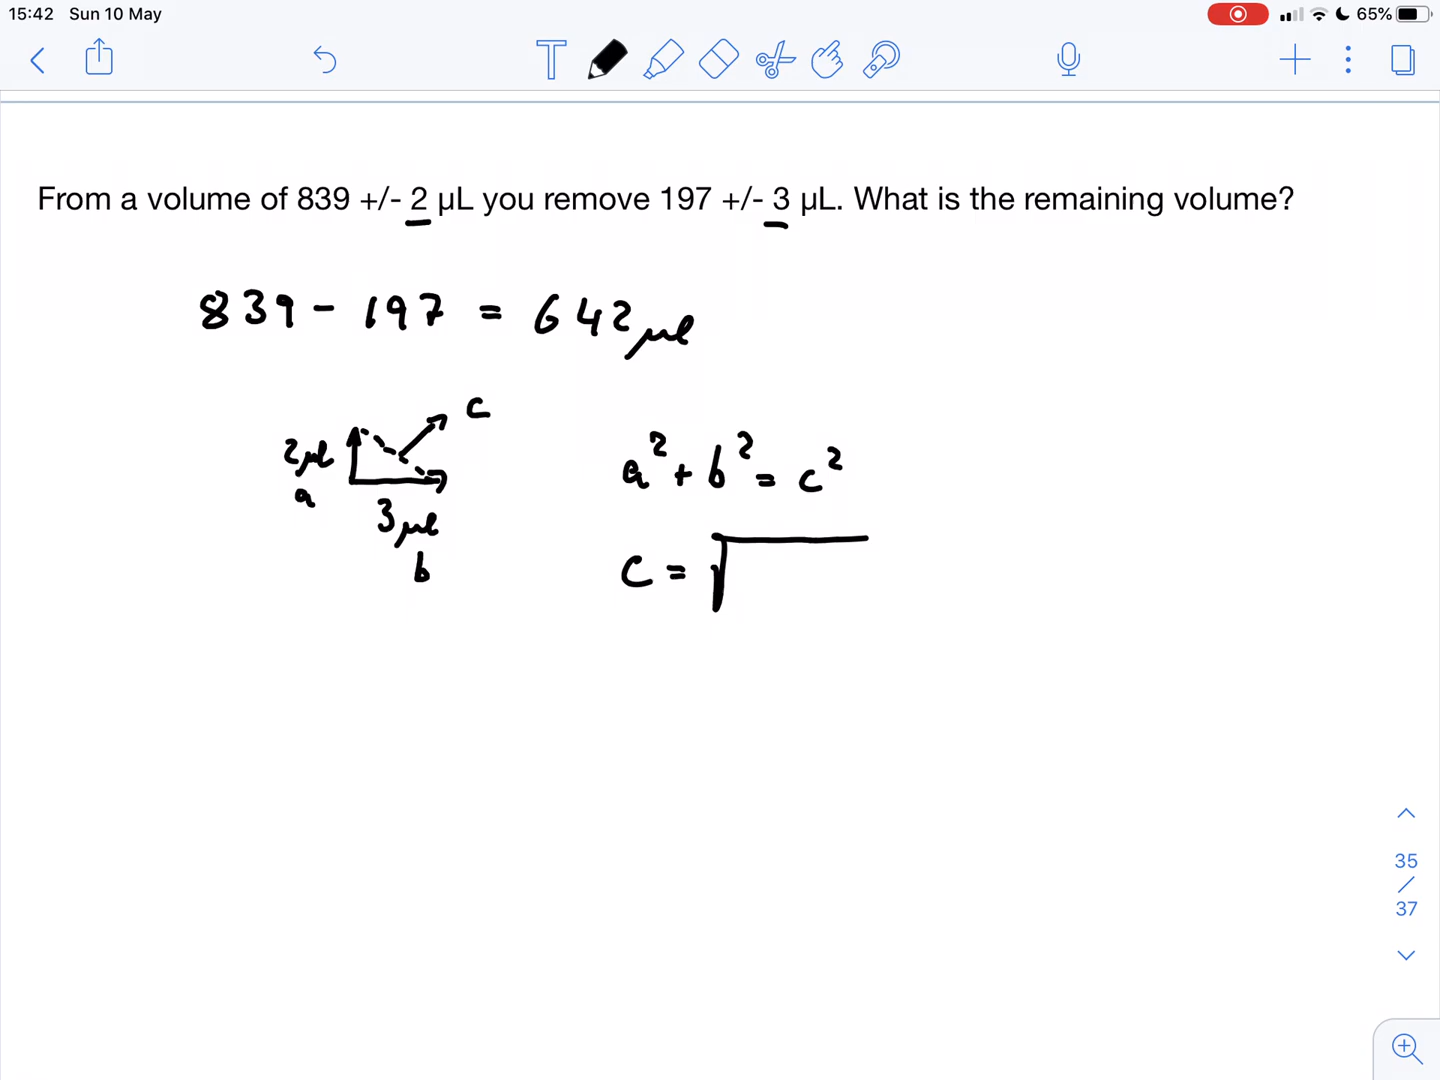 15:42 Sun 10 May
65%
T
From a volume of 839 +/- 2 µL you remove 197 +/- 3 µL. What is the remaining volume?
839 - 197 = 642 µl
c
2µl
a
3µl
b
a² + b² = c²
c = √
35
/
37